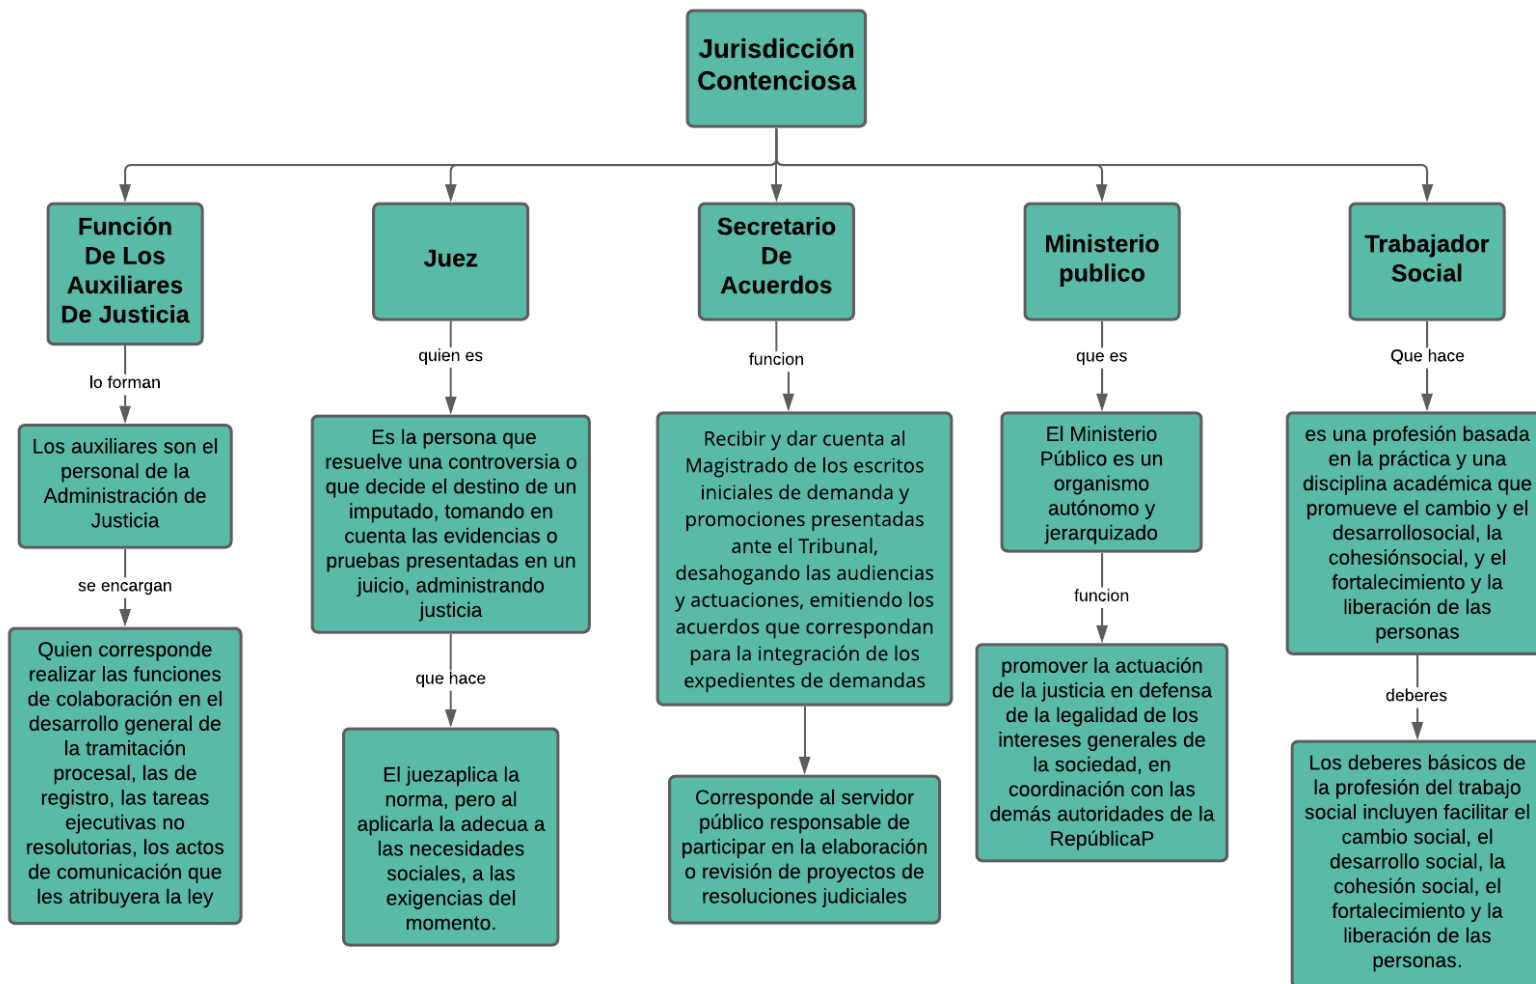 Jurisdicción
Contenciosa
Función
De Los
Auxiliares
De Justicia
lo forman
Los auxiliares son el
personal de la
Administración de
Justicia
se encargan
Quien corresponde
realizar las funciones
de colaboración en el
desarrollo general de
la tramitación
procesal, las de
registro, las tareas
ejecutivas no
resolutorias, los actos
de comunicación que
les atribuyera la ley
Juez
quien es
Es la persona que
resuelve una controversia o
que decide el destino de un
imputado, tomando en
cuenta las evidencias o
pruebas presentadas en un
juicio, administrando
justicia
que hace
El juezaplica la
norma, pero al
aplicarla la adecua a
las necesidades
sociales, a las
exigencias del
momento.
Secretario
De
Acuerdos
funcion
Recibir y dar cuenta al
Magistrado de los escritos
iniciales de demanda y
promociones presentadas
ante el Tribunal,
desahogando las audiencias
y actuaciones, emitiendo los
acuerdos que correspondan
para la integración de los
expedientes de demandas
Corresponde al servidor
público responsable de
participar en la elaboración
o revisión de proyectos de
resoluciones judiciales
Ministerio
publico
que es
El Ministerio
Público es un
organismo
autónomo y
jerarquizado
funcion
promover la actuación
de la justicia en defensa
de la legalidad de los
intereses generales de
la sociedad, en
coordinación con las
demás autoridades de la
RepúblicaP
Trabajador
Social
Que hace
es una profesión basada
en la práctica y una
disciplina académica que
promueve el cambio y el
desarrollosocial, la
cohesiónsocial, y el
fortalecimiento y la
liberación de las
personas
deberes
Los deberes básicos de
la profesión del trabajo
social incluyen facilitar el
cambio social, el
desarrollo social, la
cohesión social, el
fortalecimiento y la
liberación de las
personas.